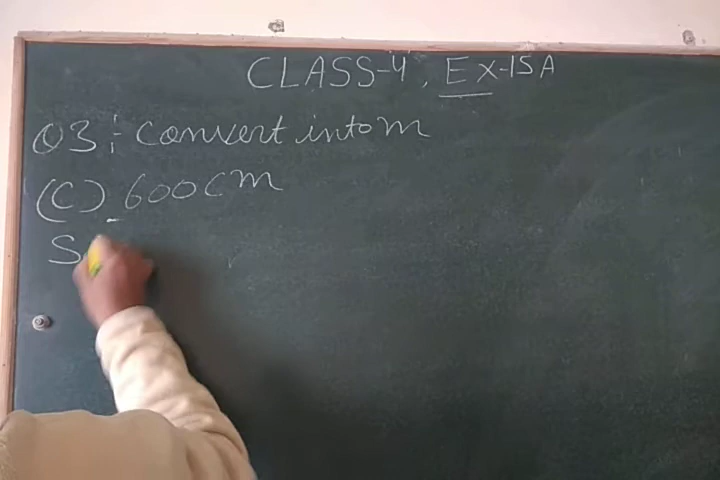 CLASS-4, Ex-15A
Q3:- Convert into m
(C) 600cm
S